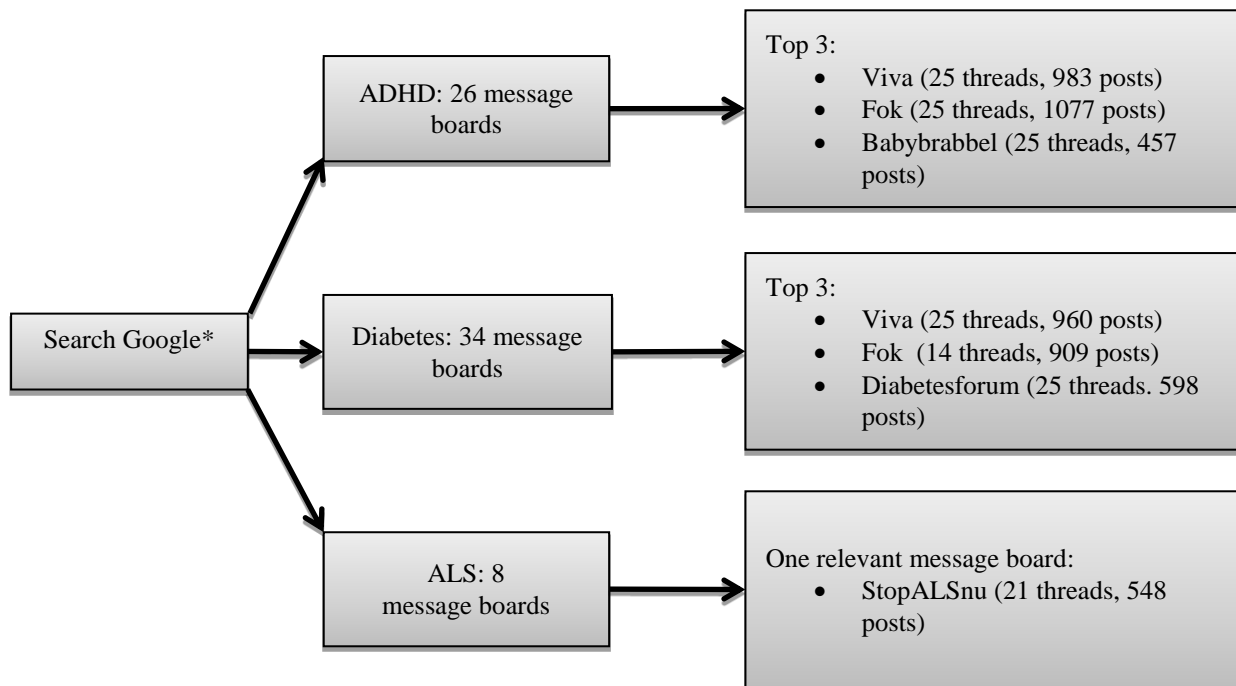 Search Google*
ADHD: 26 message
boards
Top 3:
• Viva (25 threads, 983 posts)
• Fok (25 threads, 1077 posts)
• Babybrabbel (25 threads, 457
posts)
Diabetes: 34 message
boards
Top 3:
• Viva (25 threads, 960 posts)
• Fok  (14 threads, 909 posts)
• Diabetesforum (25 threads. 598
posts)
ALS: 8
message boards
One relevant message board:
• StopALSnu (21 threads, 548
posts)